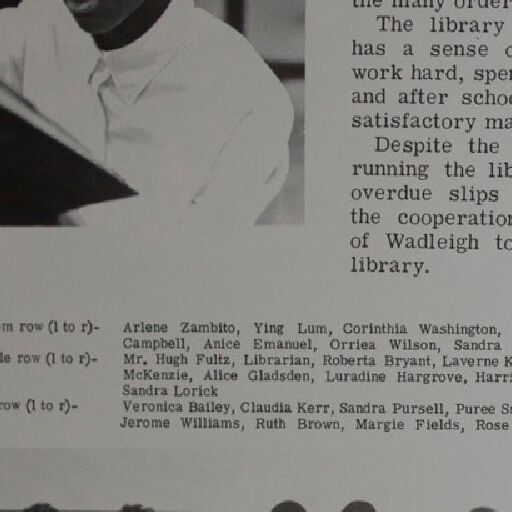 the many order
The library
has a sense o
work hard, spen
and after schoo
satisfactory ma
Despite the
running the lib
overdue slips
the cooperation
of Wadleigh to
library.
m row (l to r)- Arlene Zambito, Ying Lum, Corinthia Washington,
Campbell, Anice Emanuel, Orriea Wilson, Sandra
le row (l to r)- Mr. Hugh Fultz, Librarian, Roberta Bryant, Laverne K
McKenzie, Alice Gladsden, Luradine Hargrove, Harri
Sandra Lorick
row (l to r)- Veronica Bailey, Claudia Kerr, Sandra Pursell, Puree S
Jerome Williams, Ruth Brown, Margie Fields, Rose